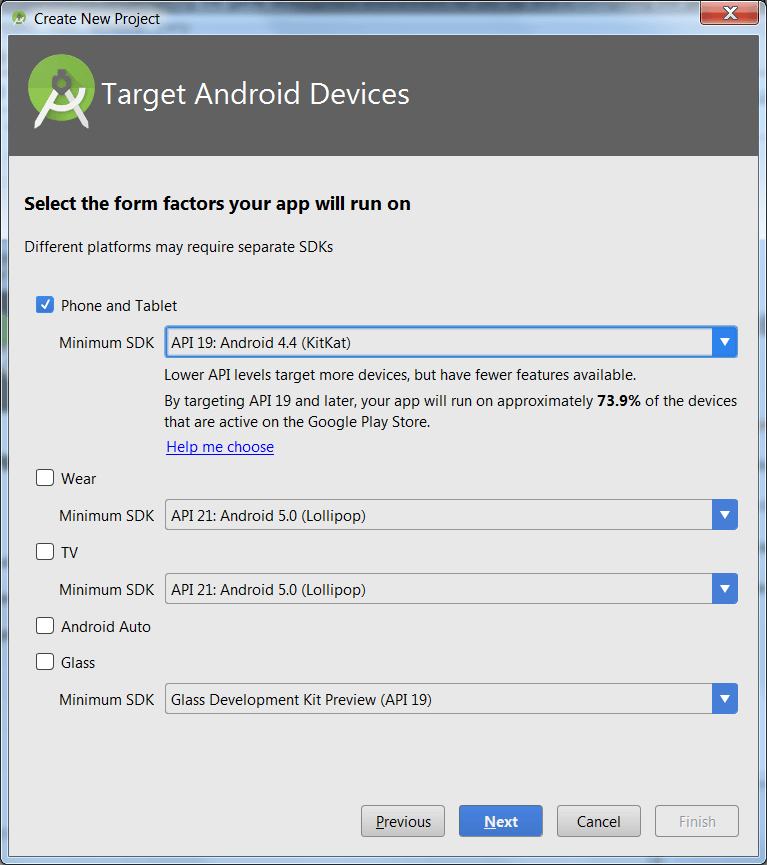 Create New Project
Target Android Devices
Select the form factors your app will run on
Different platforms may require separate SDKs
Phone and Tablet
Minimum SDK API 19: Android 4.4 (KitKat)
Lower API levels target more devices, but have fewer features available.
By targeting API 19 and later, your app will run on approximately 73.9% of the devices
that are active on the Google Play Store.
Help me choose
Wear
Minimum SDK API 21: Android 5.0 (Lollipop)
TV
Minimum SDK API 21: Android 5.0 (Lollipop)
Android Auto
Glass
Minimum SDK Glass Development Kit Preview (API 19)
Previous Next Cancel Finish